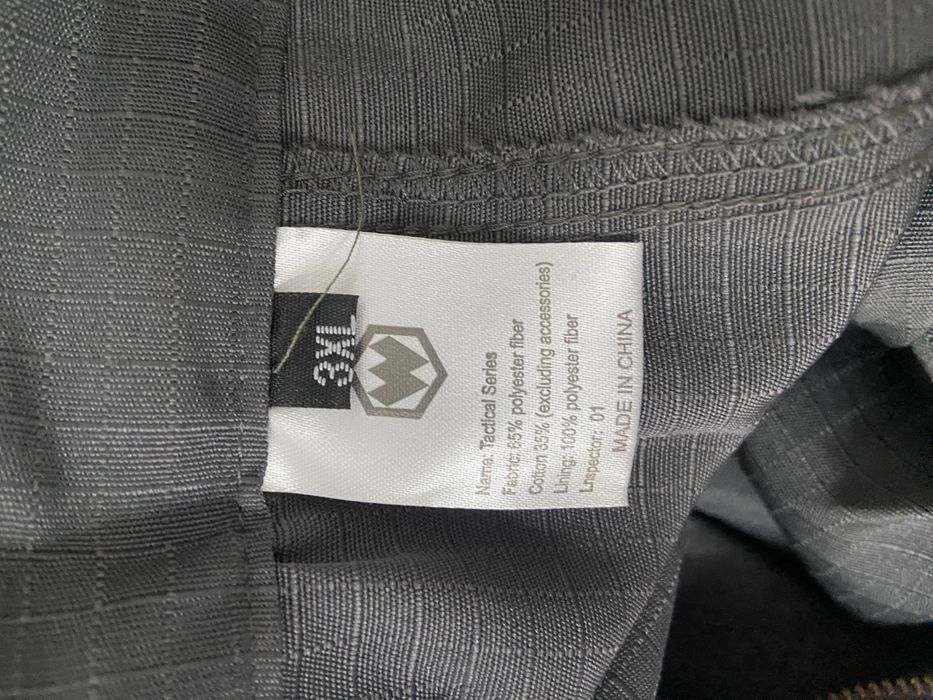 3XL
Name: Tactical Series
Fabric: 65% polyester fiber
Cotton 35% (excluding accessories)
Lining: 100% polyester fiber
Lnspector: 01
MADE IN CHINA